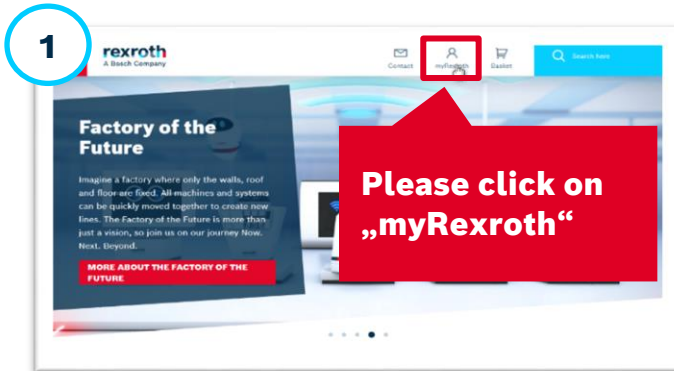 1
rexroth
A Bosch Company
Contact
myRexroth
Basket
Search here
Factory of the
Future
Imagine a factory where only the walls, roof
and floor are fixed. All machines and systems
can be quickly moved together to create new
lines. The Factory of the Future is more than
just a vision, so join us on our journey Now.
Next. Beyond.
MORE ABOUT THE FACTORY OF THE
FUTURE
Please click on
„myRexroth“